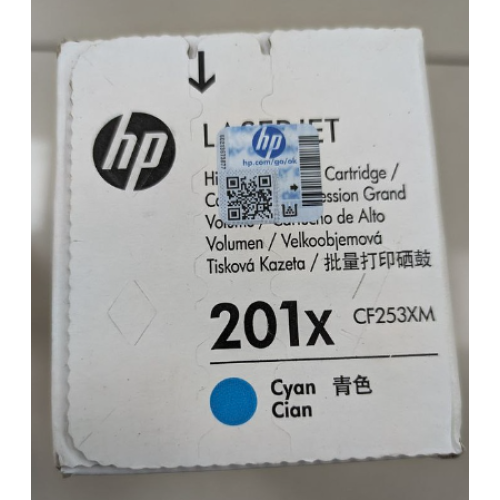 hp
LASERJET
hp
hp.com/go/ok
Cartridge /
ession Grand
Volume / Cartucho de Alto
Volumen / Velkoobjemová
Tisková Kazeta / 批量打印硒鼓
201x CF253XM
Cyan 青色
Cian